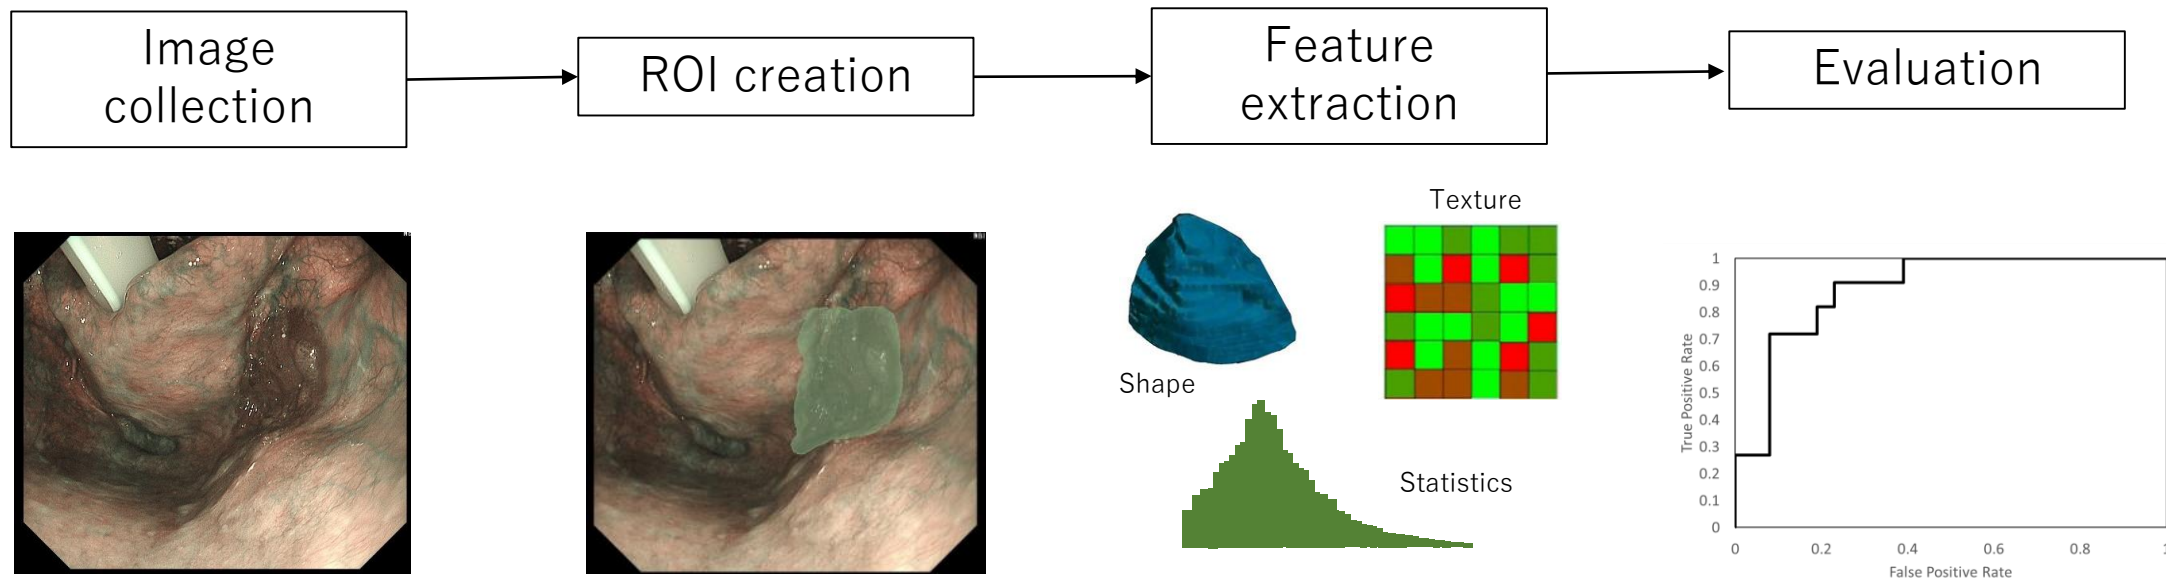 Image
collection
ROI creation
Feature
extraction
Evaluation
Texture
Shape
Statistics
True Positive Rate
1
0.9
0.8
0.7
0.6
0.5
0.4
0.3
0.2
0.1
0
0
0.2
0.4
0.6
0.8
1
False Positive Rate